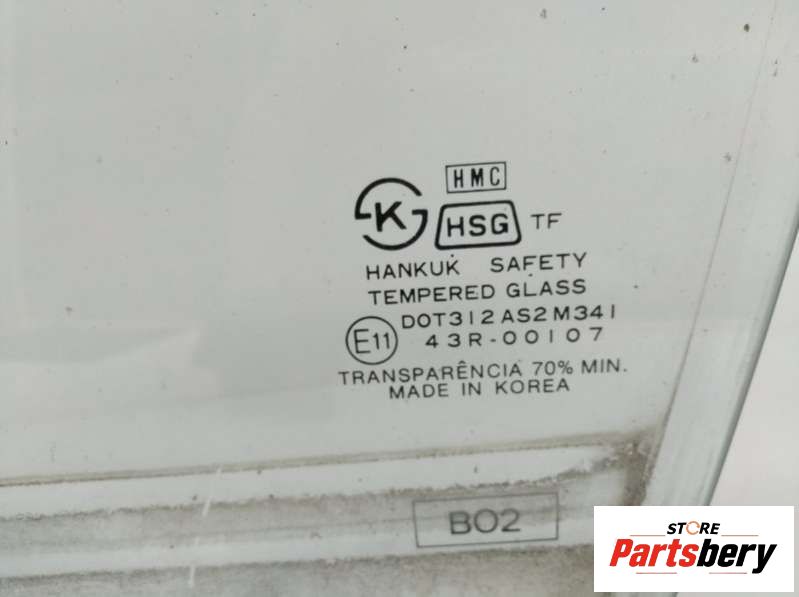 HMC
K HSG TF
HANKUK SAFETY
TEMPERED GLASS
DOT312 AS2 M341
E11 43R-00107
TRANSPARÊNCIA 70% MIN.
MADE IN KOREA
B02
STORE
Partsbery